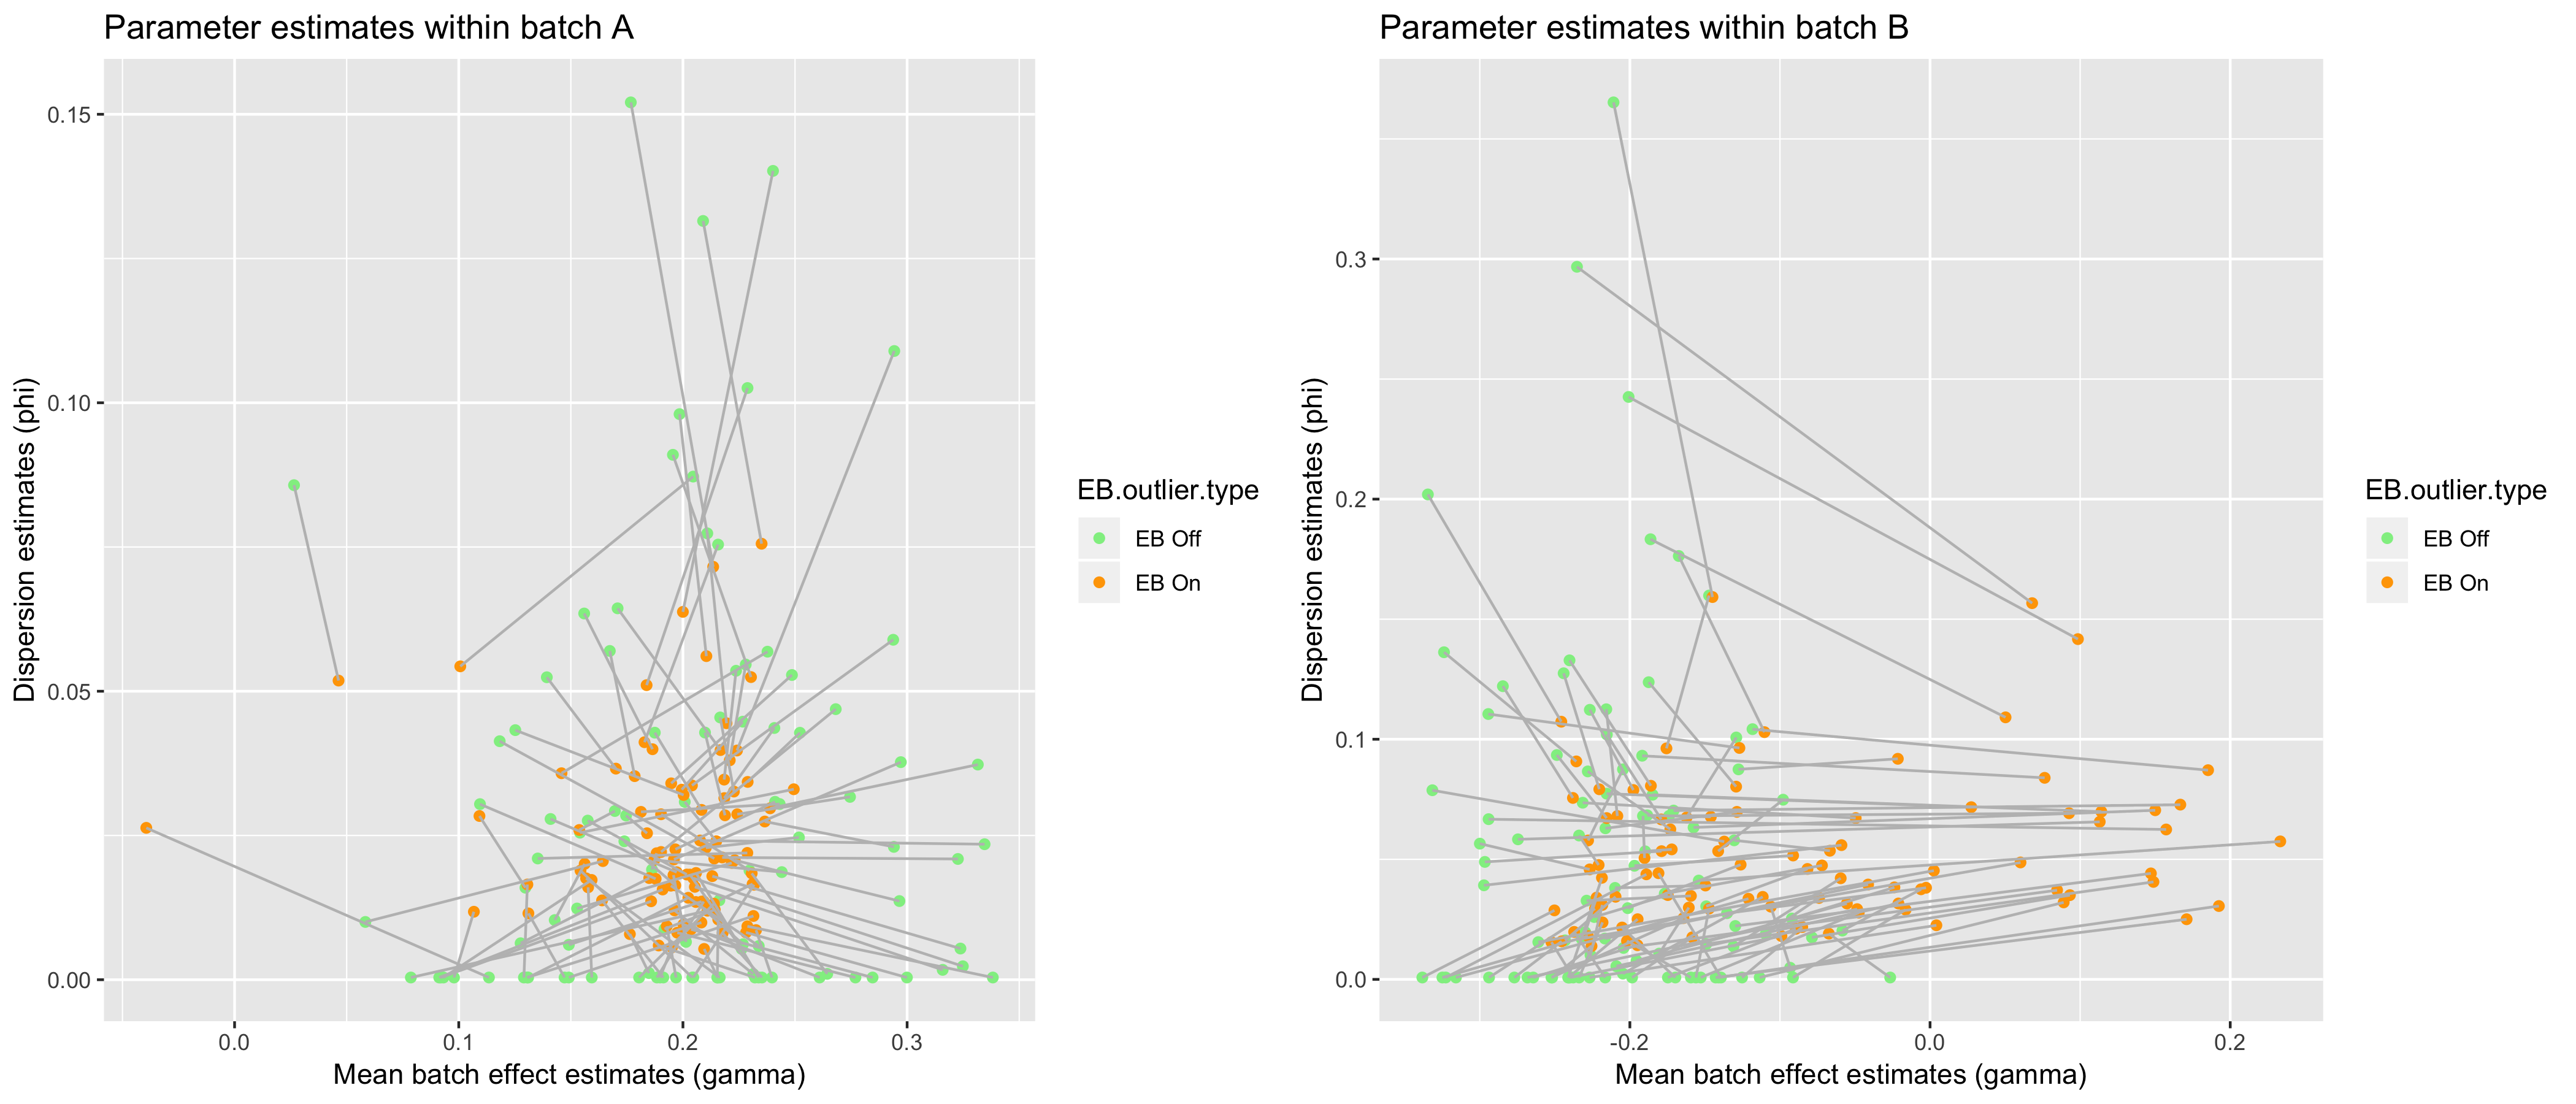 Parameter estimates within batch A
Dispersion estimates (phi)
0.15
0.10
0.05
0.00
0.0
0.1
0.2
0.3
Mean batch effect estimates (gamma)
EB.outlier.type
EB Off
EB On
Parameter estimates within batch B
Dispersion estimates (phi)
0.3
0.2
0.1
0.0
-0.2
0.0
0.2
Mean batch effect estimates (gamma)
EB.outlier.type
EB Off
EB On